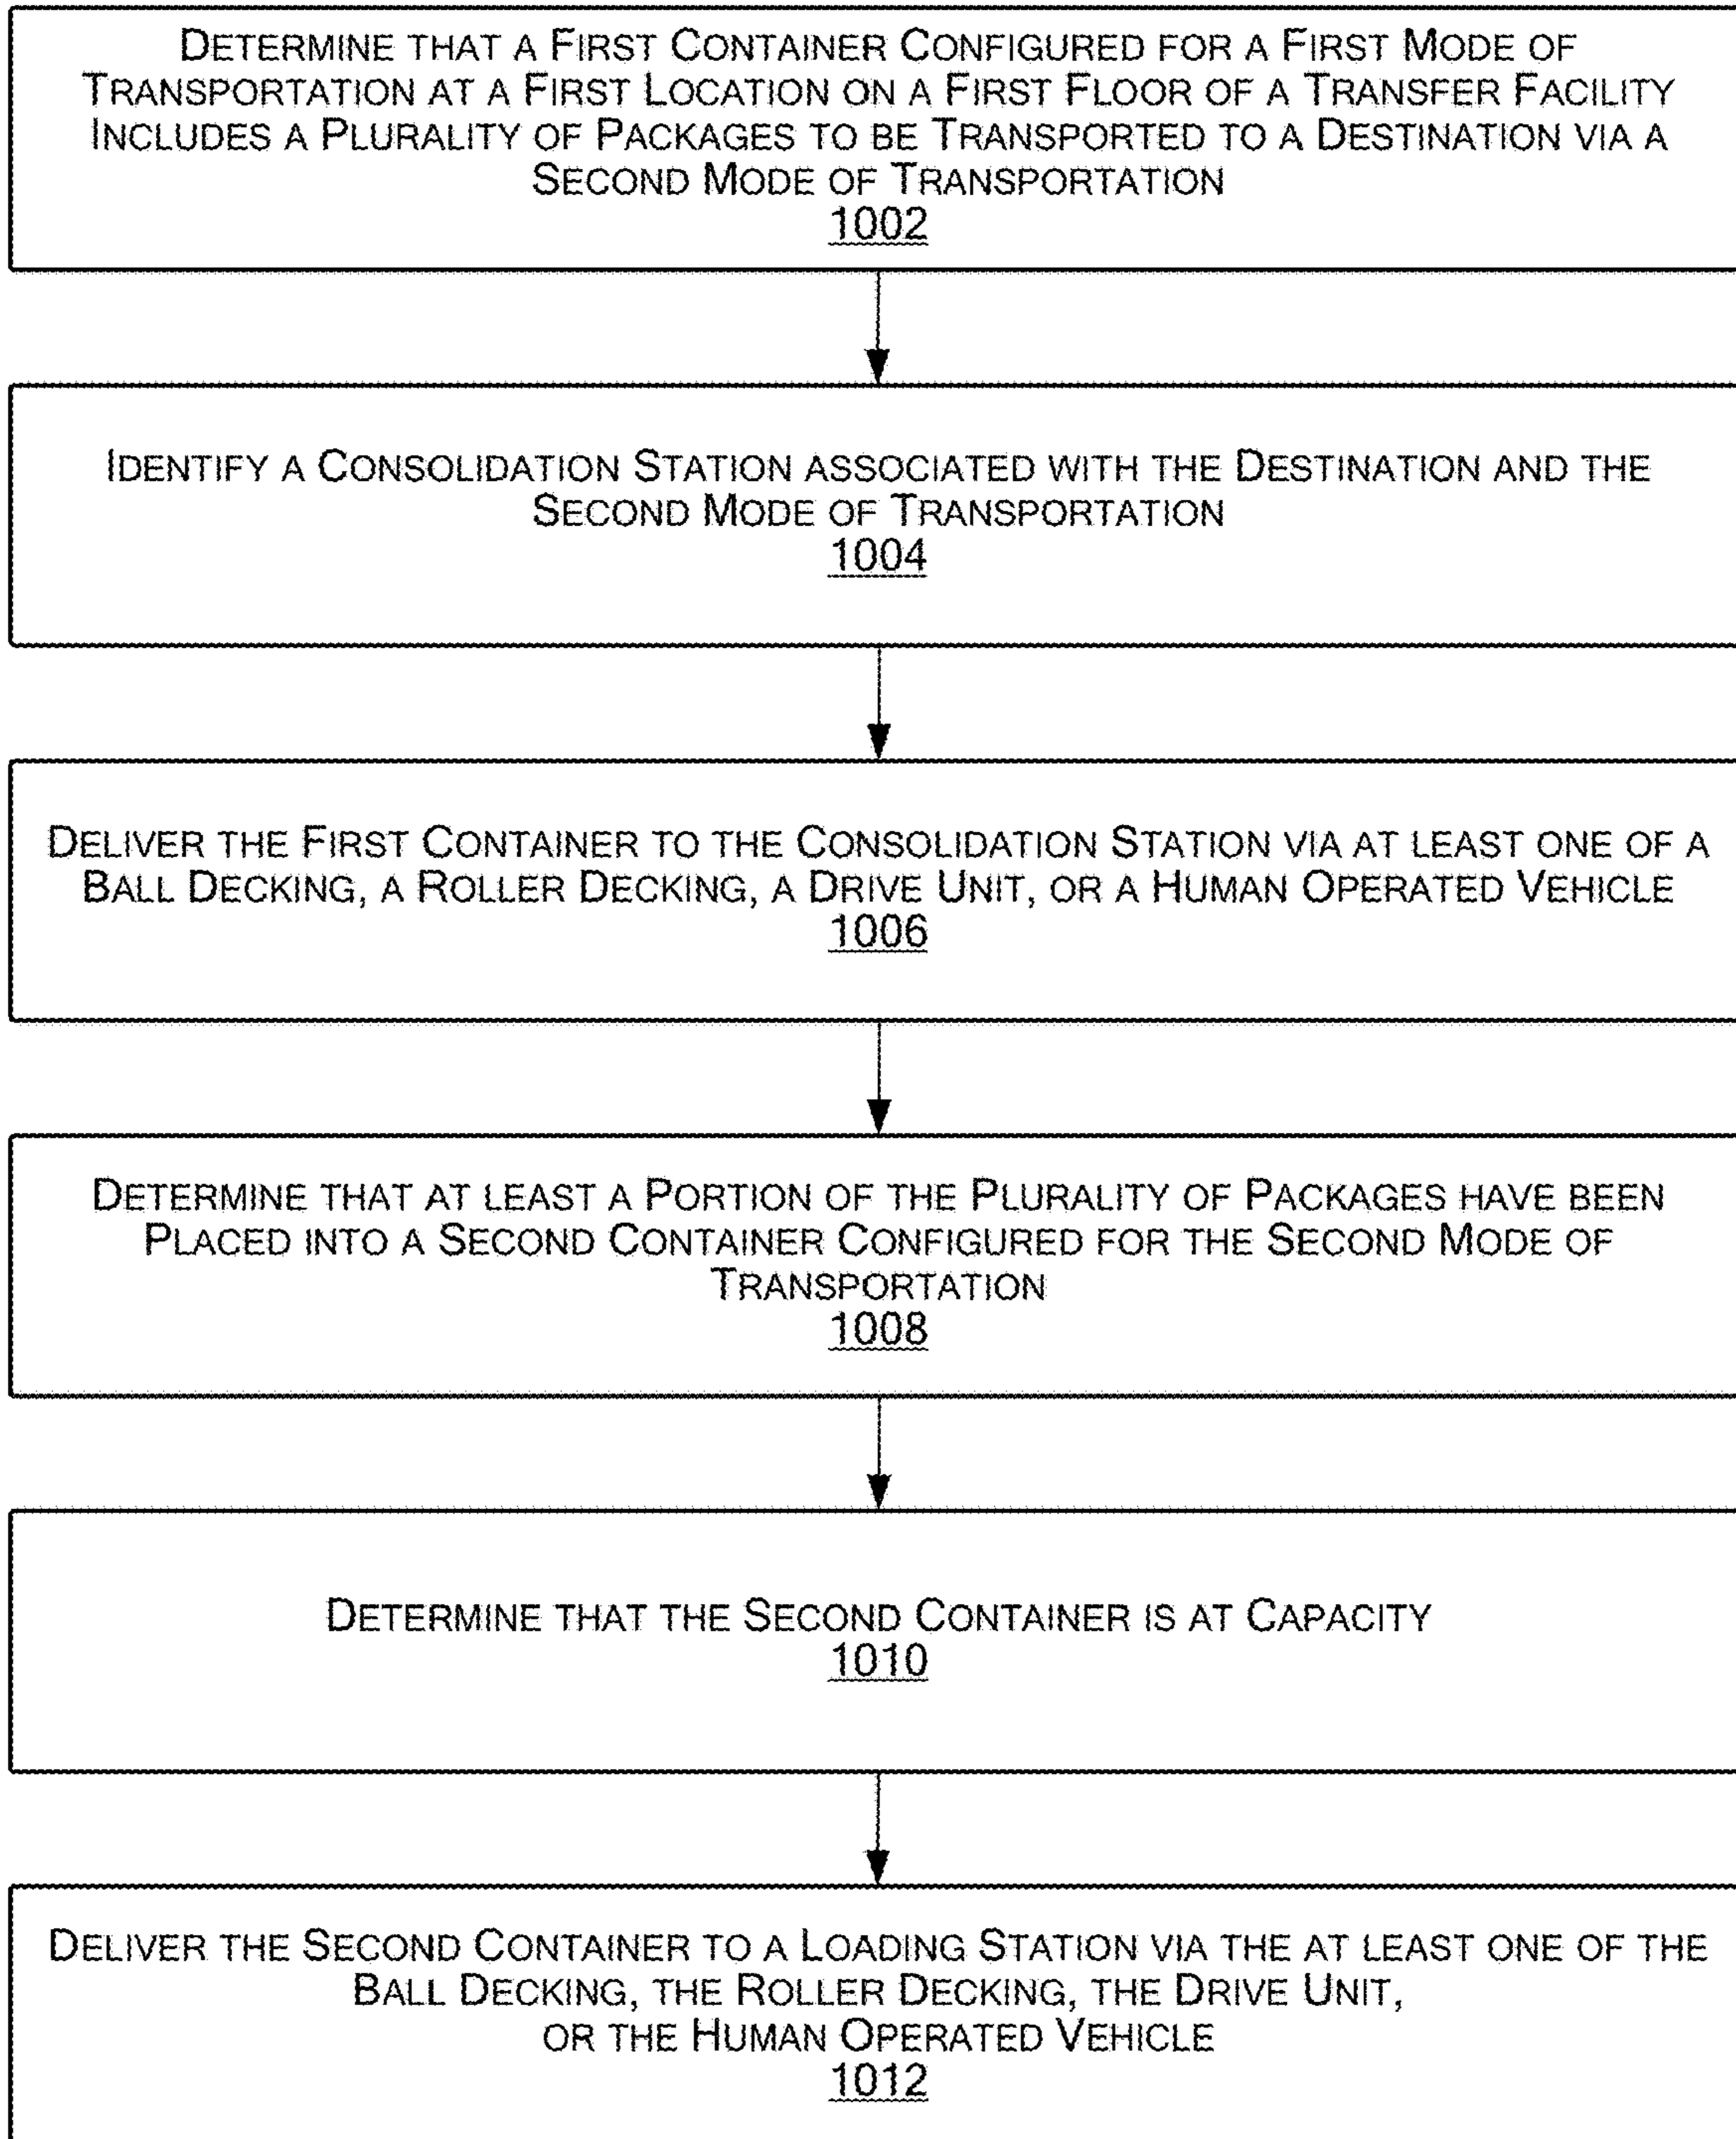 DETERMINE THAT A FIRST CONTAINER CONFIGURED FOR A FIRST MODE OF
TRANSPORTATION AT A FIRST LOCATION ON A FIRST FLOOR OF A TRANSFER FACILITY
INCLUDES A PLURALITY OF PACKAGES TO BE TRANSPORTED TO A DESTINATION VIA A
SECOND MODE OF TRANSPORTATION
1002
IDENTIFY A CONSOLIDATION STATION ASSOCIATED WITH THE DESTINATION AND THE
SECOND MODE OF TRANSPORTATION
1004
DELIVER THE FIRST CONTAINER TO THE CONSOLIDATION STATION VIA AT LEAST ONE OF A
BALL DECKING, A ROLLER DECKING, A DRIVE UNIT, OR A HUMAN OPERATED VEHICLE
1006
DETERMINE THAT AT LEAST A PORTION OF THE PLURALITY OF PACKAGES HAVE BEEN
PLACED INTO A SECOND CONTAINER CONFIGURED FOR THE SECOND MODE OF
TRANSPORTATION
1008
DETERMINE THAT THE SECOND CONTAINER IS AT CAPACITY
1010
DELIVER THE SECOND CONTAINER TO A LOADING STATION VIA THE AT LEAST ONE OF THE
BALL DECKING, THE ROLLER DECKING, THE DRIVE UNIT,
OR THE HUMAN OPERATED VEHICLE
1012